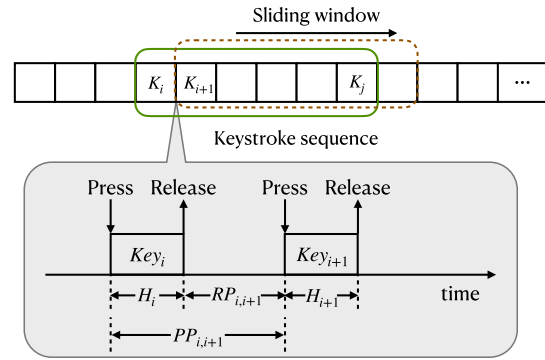 Sliding window
K_i K_{i+1} K_j ...
Keystroke sequence
Press Release Press Release
Key_i Key_{i+1}
H_i RP_{i,i+1} H_{i+1} time
PP_{i,i+1}